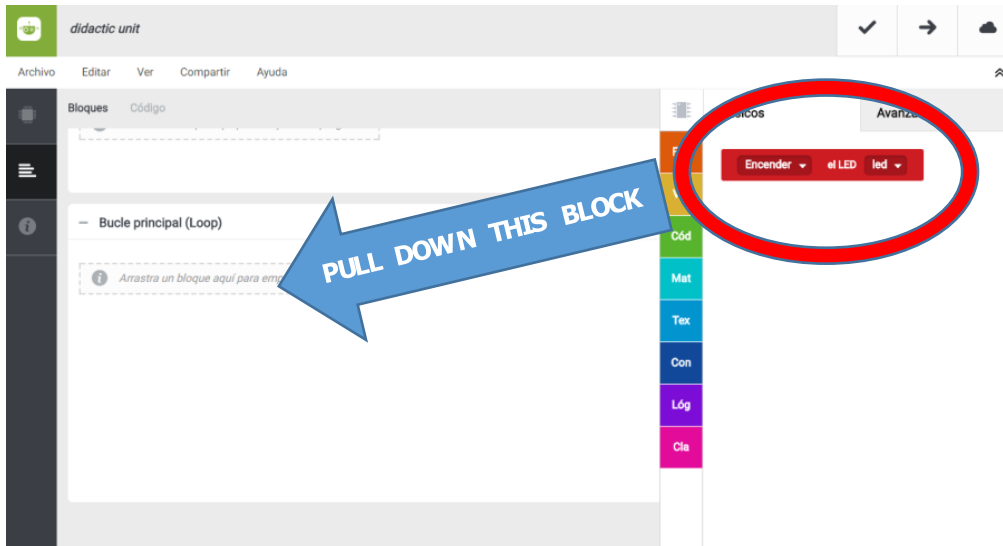 didactic unit
Archivo Editar Ver Compartir Ayuda
Bloques Código
Avanza
Encender el LED led
Bucle principal (Loop)
Arrastra un bloque aquí para
PULL DOWN THIS BLOCK
Cód
Mat
Tex
Con
Lóg
Cla